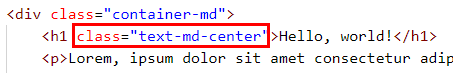 <div class="container-md">
<h1 class="text-md-center">Hello, world!</h1>
<p>Lorem, ipsum dolor sit amet consectetur adip